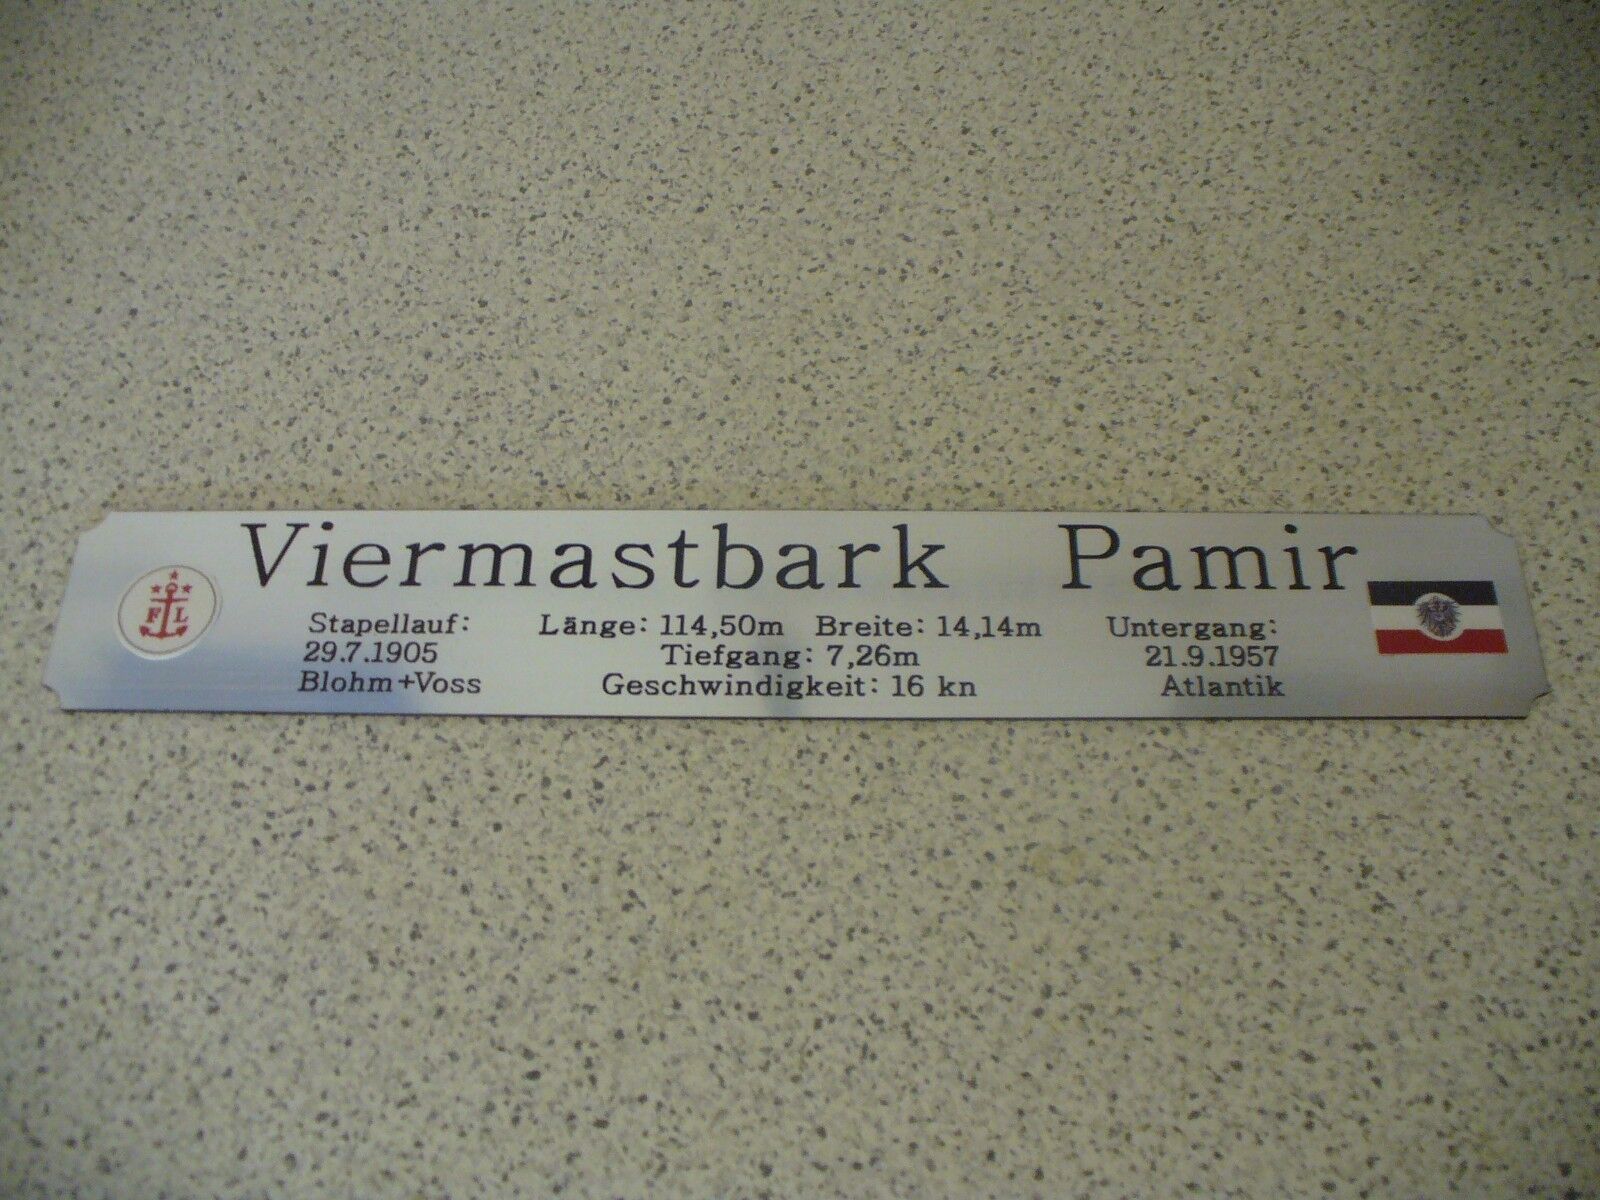 Viermastbark Pamir
F L
Stapellauf: Länge: 114,50m Breite: 14,14m Untergang:
29.7.1905 Tiefgang: 7,26m 21.9.1957
Blohm+Voss Geschwindigkeit: 16 kn Atlantik